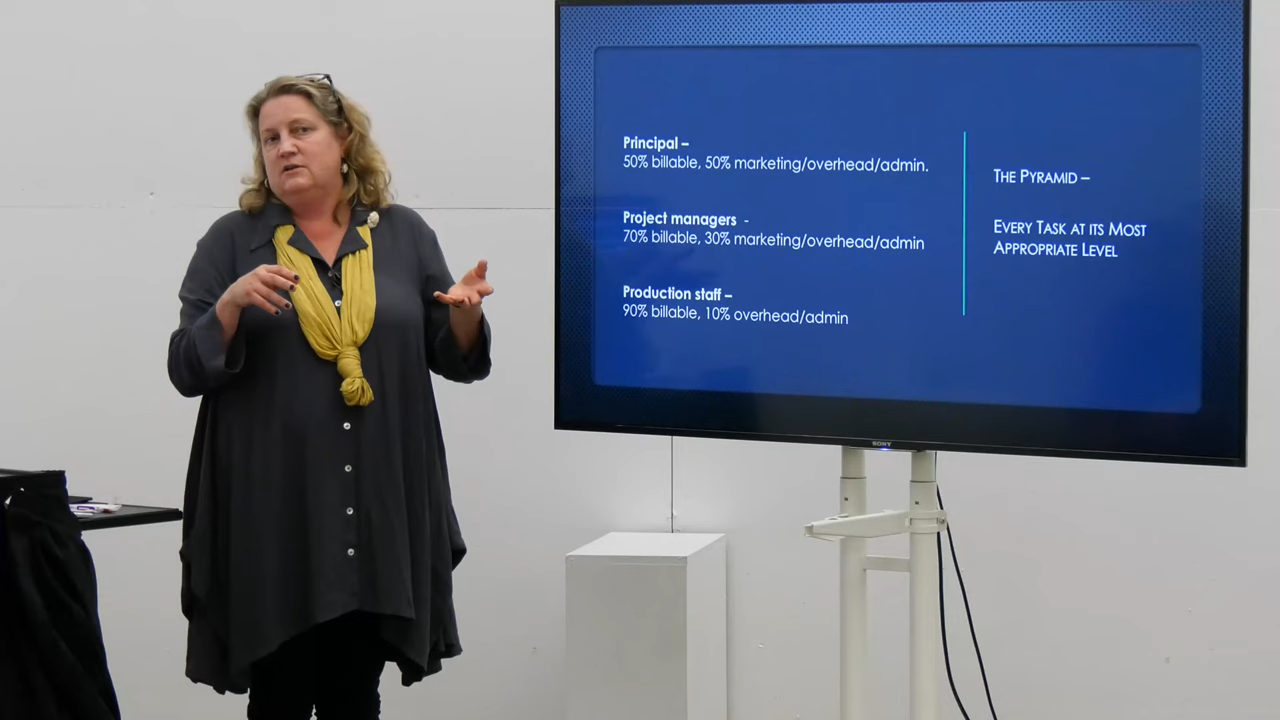 Principal –
50% billable, 50% marketing/overhead/admin.
Project managers -
70% billable, 30% marketing/overhead/admin
Production staff –
90% billable, 10% overhead/admin
THE PYRAMID –
EVERY TASK AT ITS MOST
APPROPRIATE LEVEL
SONY